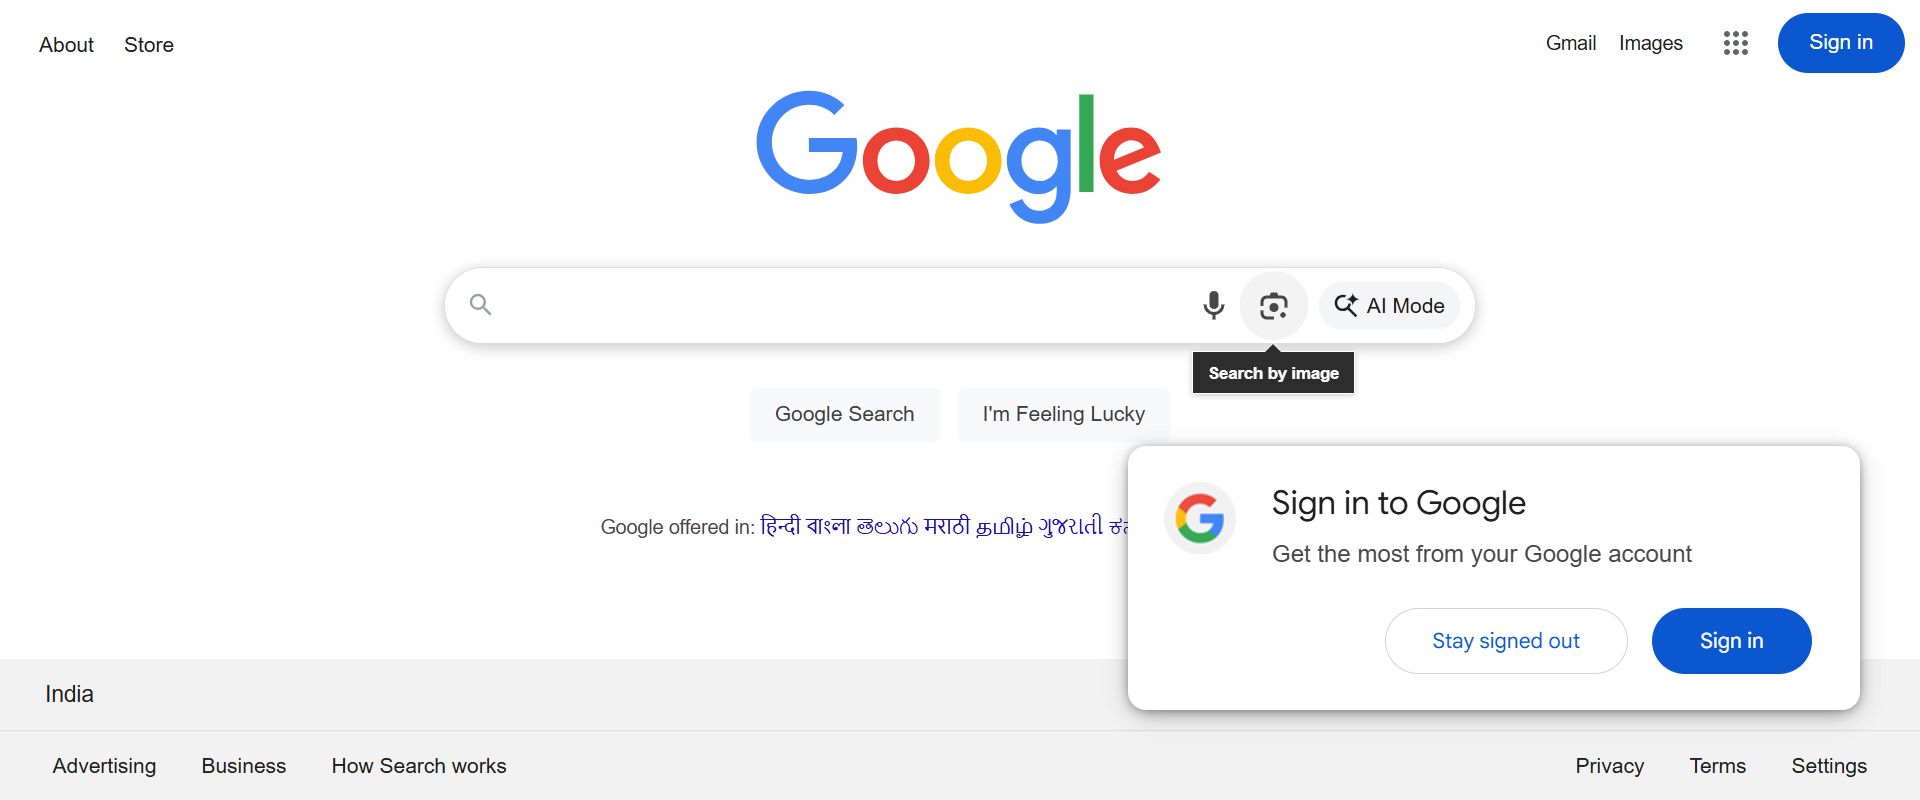 About Store Gmail Images Sign in
Google
AI Mode
Search by image
Google Search I'm Feeling Lucky
Google offered in: हिन्दी বাংলা తెలుగు मराठी தமிழ் ગુજરાતી
Sign in to Google
Get the most from your Google account
Stay signed out Sign in
India
Advertising Business How Search works Privacy Terms Settings